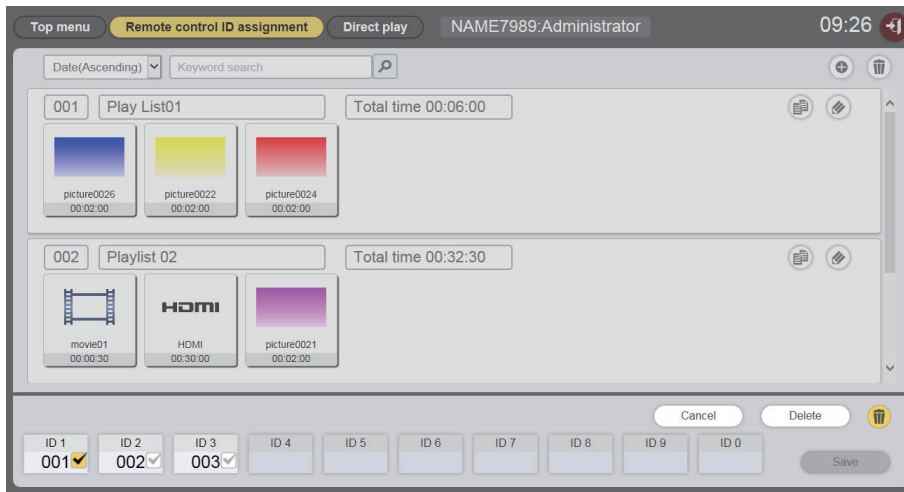 Top menu Remote control ID assignment Direct play NAME7989:Administrator 09:26
Date(Ascending) Keyword search
001 Play List01 Total time 00:06:00
picture0026 picture0022 picture0024
00:02:00 00:02:00 00:02:00
002 Playlist 02 Total time 00:32:30
HDMI
movie01 HDMI picture0021
00:00:30 00:30:00 00:02:00
Cancel Delete
ID 1 ID 2 ID 3 ID 4 ID 5 ID 6 ID 7 ID 8 ID 9 ID 0
001 002 003 Save